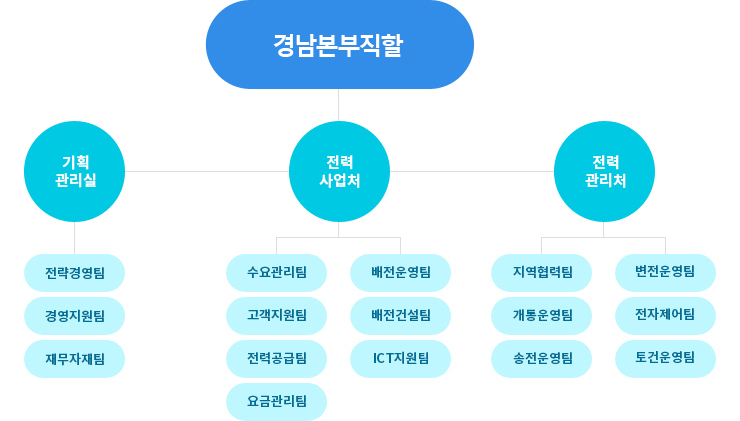 경남본부직할
기획
관리실
전력
사업처
전력
관리처
전략경영팀
경영지원팀
재무자재팀
수요관리팀
고객지원팀
전력공급팀
요금관리팀
배전운영팀
배전건설팀
ICT지원팀
지역협력팀
개통운영팀
송전운영팀
변전운영팀
전자제어팀
토건운영팀